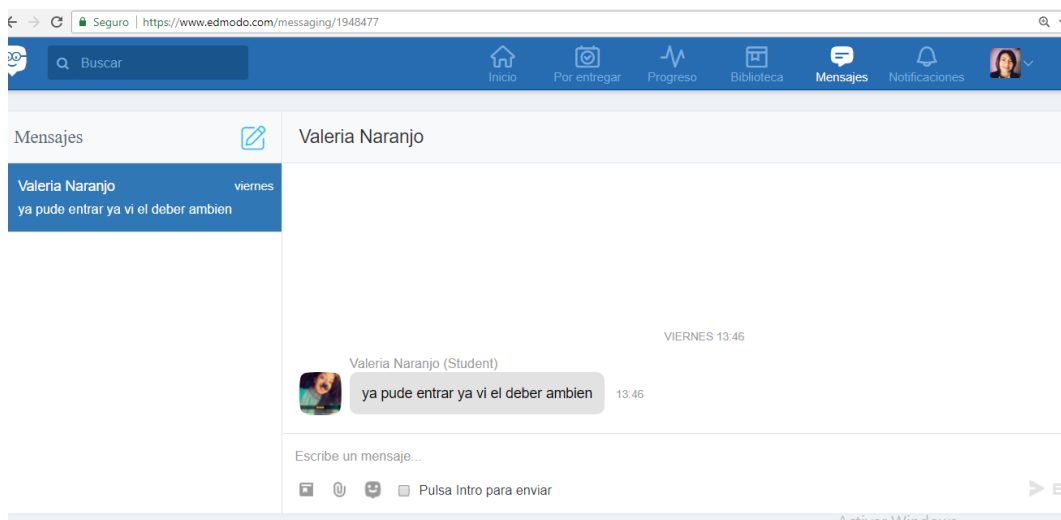 Seguro | https://www.edmodo.com/messaging/1948477
Buscar
Inicio
Por entregar
Progreso
Biblioteca
Mensajes
Notificaciones
Mensajes
Valeria Naranjo
Valeria Naranjo viernes
ya pude entrar ya vi el deber ambien
VIERNES 13:46
Valeria Naranjo (Student)
ya pude entrar ya vi el deber ambien 13:46
Escribe un mensaje...
Pulsa Intro para enviar
Activar Windows